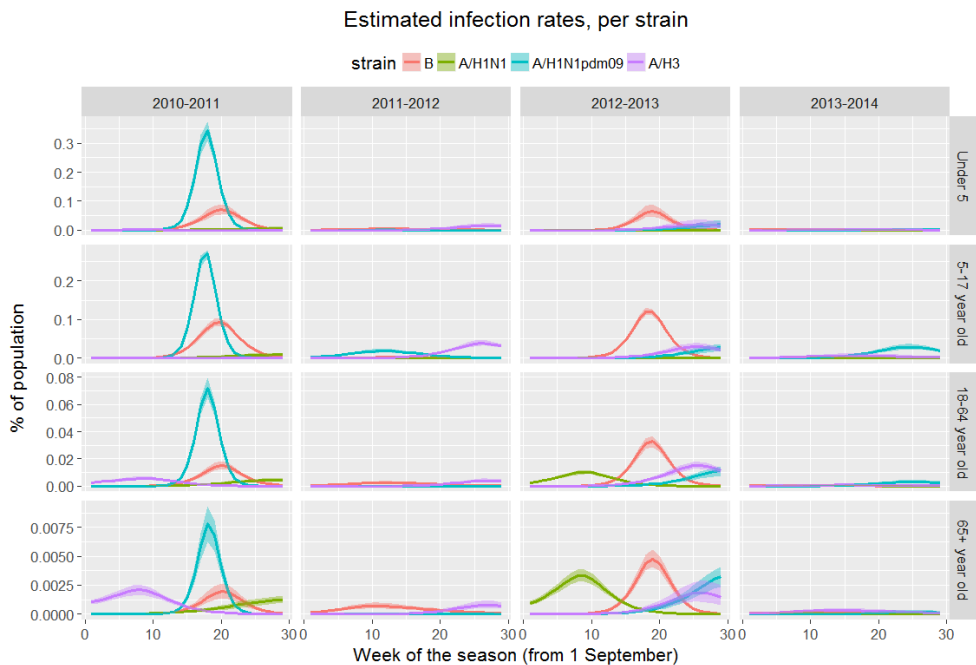 Estimated infection rates, per strain
strain B A/H1N1 A/H1N1pdm09 A/H3
2010-2011 2011-2012 2012-2013 2013-2014
% of population
0.3
0.2
0.1
0.0
Under 5
0.2
0.1
0.0
5-17 year old
0.08
0.06
0.04
0.02
0.00
18-64 year old
0.0075
0.0050
0.0025
0.0000
65+ year old
0 10 20 30 0 10 20 30 0 10 20 30 0 10 20 30
Week of the season (from 1 September)